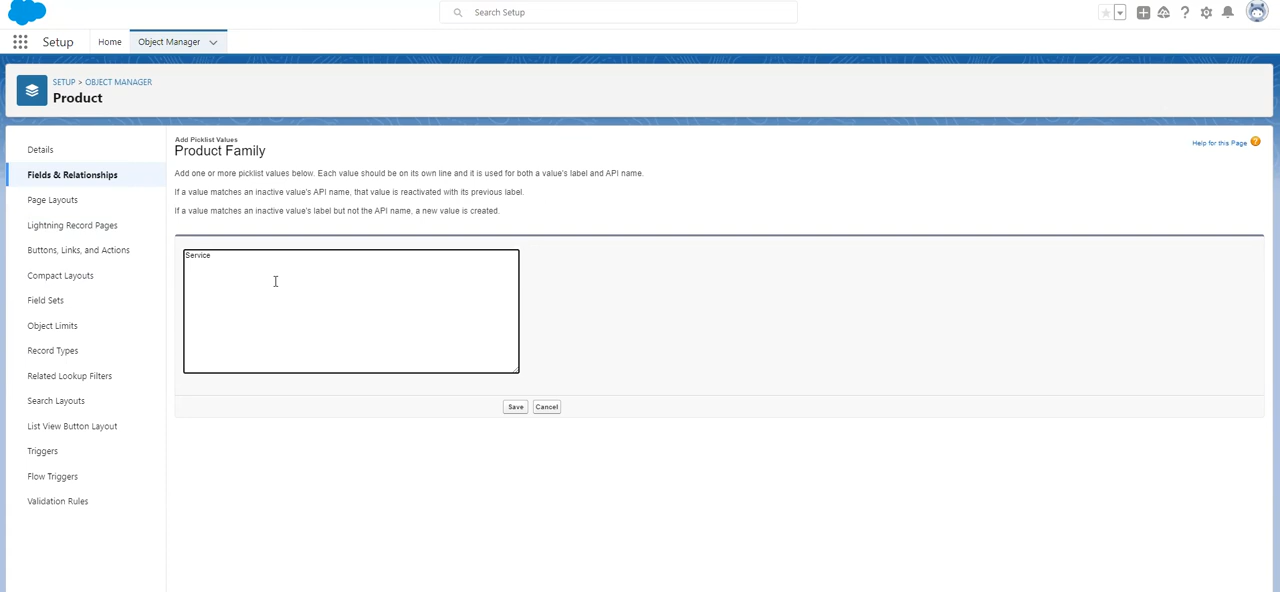 Search Setup
Setup
Home
Object Manager
SETUP > OBJECT MANAGER
Product
Details
Fields & Relationships
Page Layouts
Lightning Record Pages
Buttons, Links, and Actions
Compact Layouts
Field Sets
Object Limits
Record Types
Related Lookup Filters
Search Layouts
List View Button Layout
Triggers
Flow Triggers
Validation Rules
Add Picklist Values
Product Family
Help for this Page
Add one or more picklist values below. Each value should be on its own line and it is used for both a value's label and API name.
If a value matches an inactive value's API name, that value is reactivated with its previous label.
If a value matches an inactive value's label but not the API name, a new value is created.
Service
Save
Cancel